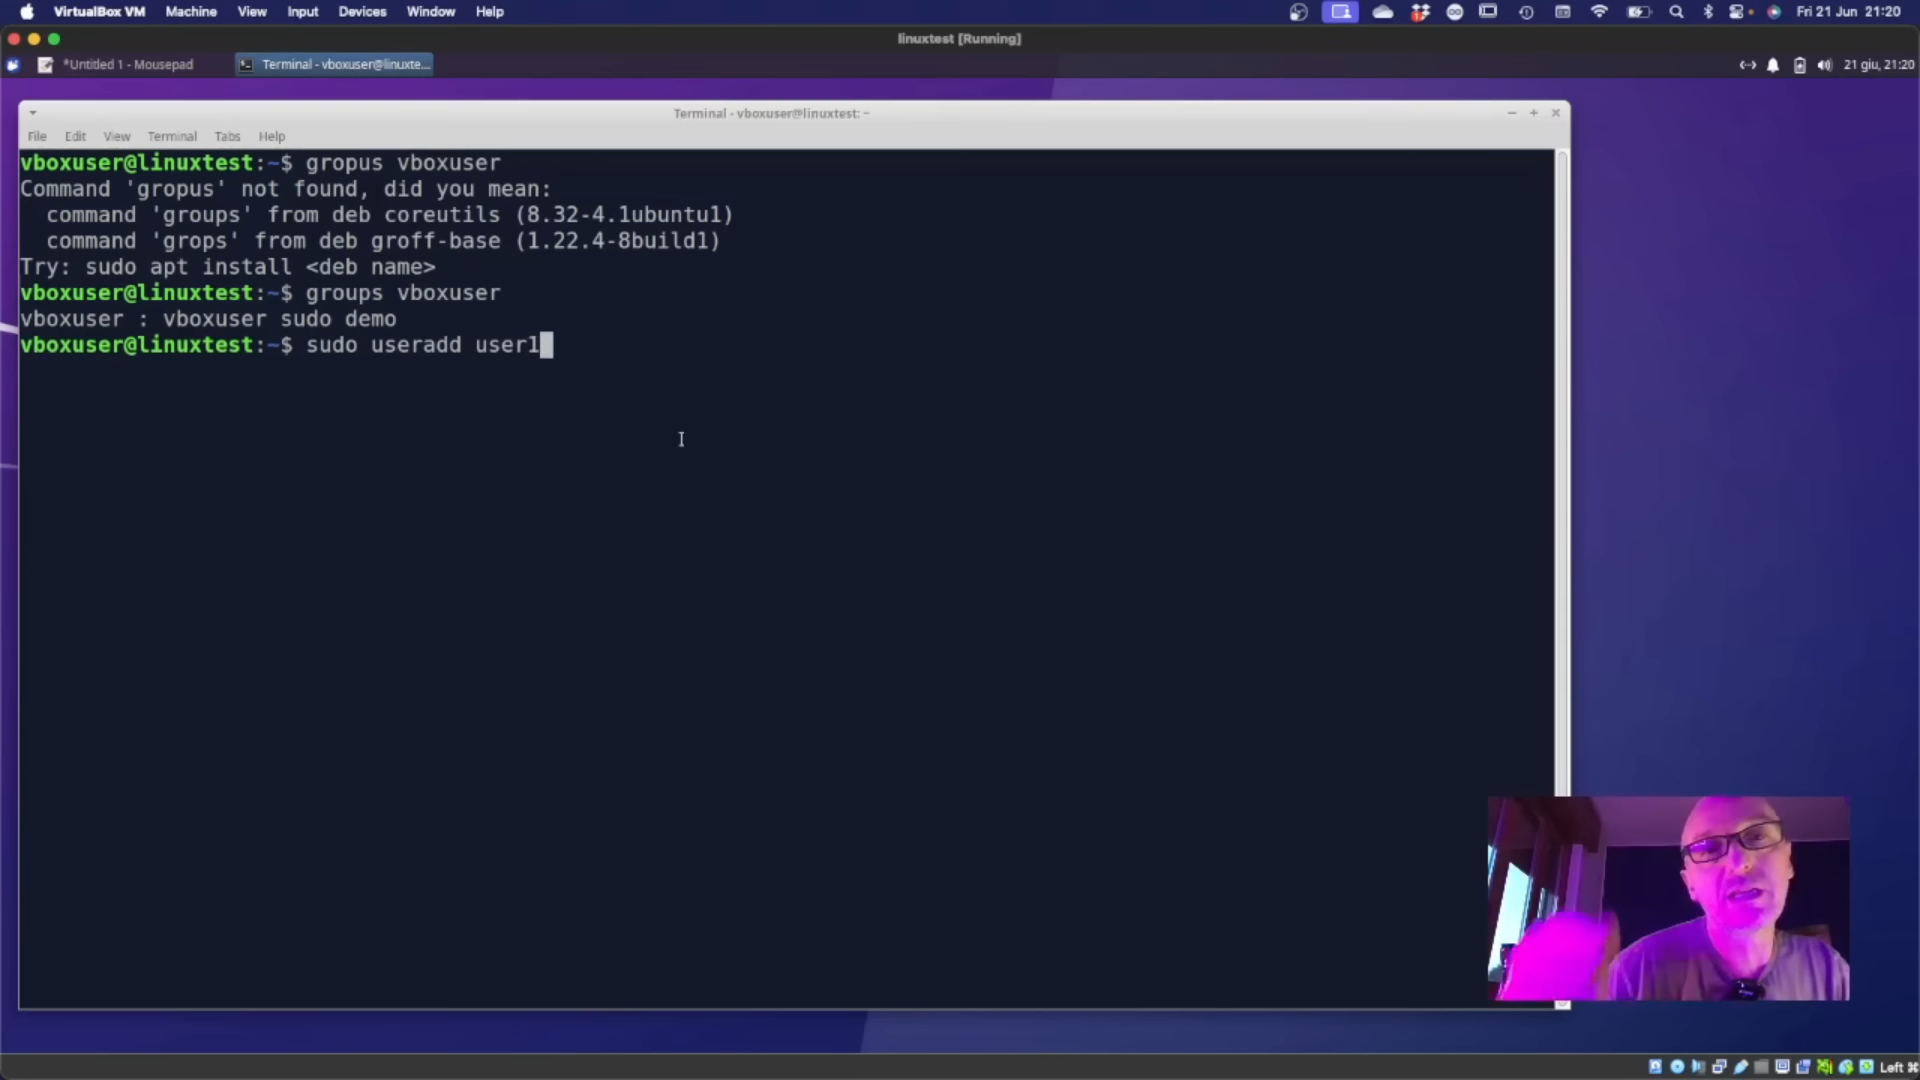 VirtualBox VM Machine View Input Devices Window Help Fri 21 Jun 21:20
linuxtest [Running]
*Untitled 1 - Mousepad Terminal - vboxuser@linuxte... 21 giu, 21:20
Terminal - vboxuser@linuxtest: ~
File Edit View Terminal Tabs Help
vboxuser@linuxtest:~$ gropus vboxuser
Command 'gropus' not found, did you mean:
command 'groups' from deb coreutils (8.32-4.1ubuntu1)
command 'grops' from deb groff-base (1.22.4-8build1)
Try: sudo apt install <deb name>
vboxuser@linuxtest:~$ groups vboxuser
vboxuser : vboxuser sudo demo
vboxuser@linuxtest:~$ sudo useradd user1
Left ⌘